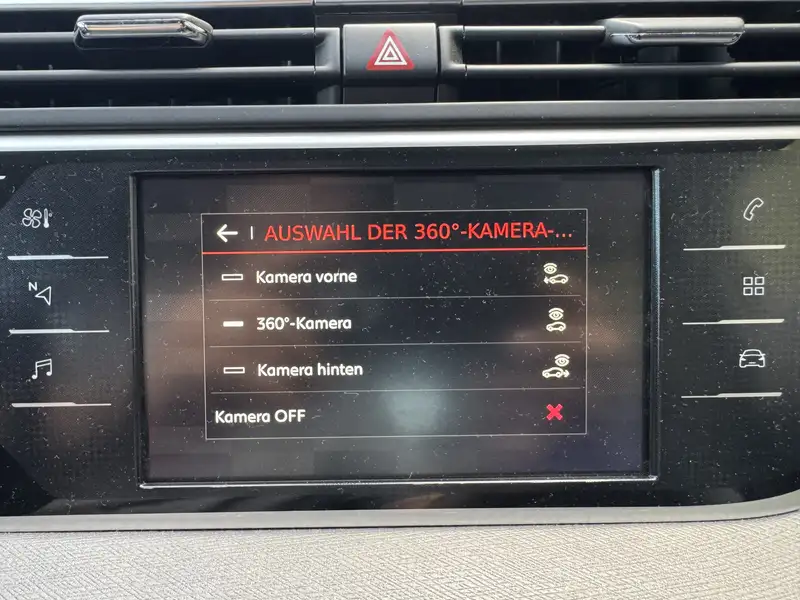 AUSWAHL DER 360°-KAMERA-...
Kamera vorne
360°-Kamera
Kamera hinten
Kamera OFF
N